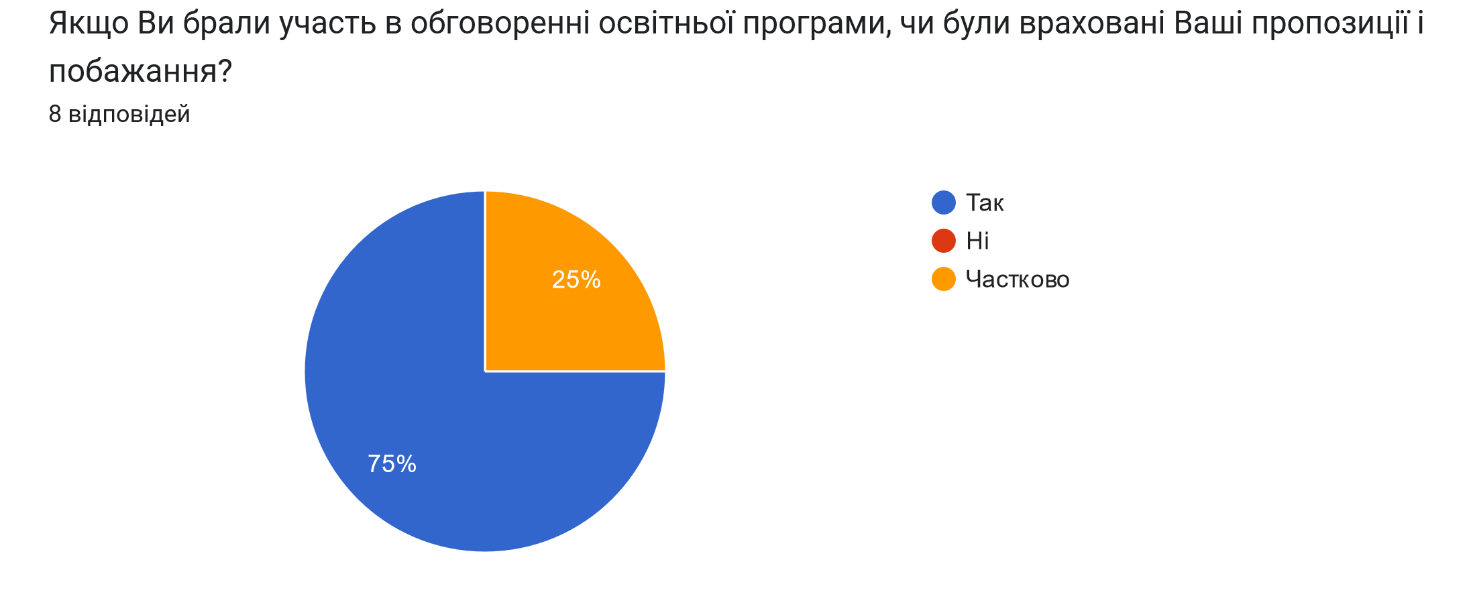 Якщо Ви брали участь в обговоренні освітньої програми, чи були враховані Ваші пропозиції і
побажання?
8 відповідей
Так
Ні
Частково
25%
75%